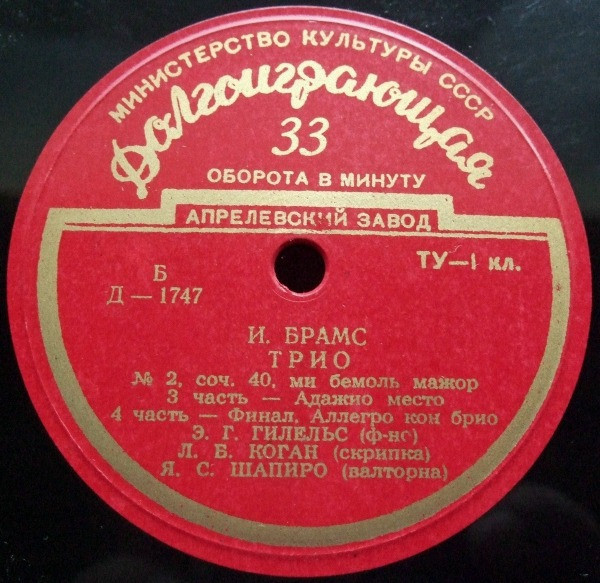 МИНИСТЕРСТВО КУЛЬТУРЫ СССР
Долгоиграющая
33
ОБОРОТА В МИНУТУ
АПРЕЛЕВСКИЙ ЗАВОД
ТУ—1 кл.
Б
Д — 1747
И. БРАМС
ТРИО
№ 2, соч. 40, ми бемоль мажор
3 часть — Адажио место
4 часть — Финал. Аллегро кон брио
Э. Г. ГИЛЕЛЬС (ф-но)
Л. Б. КОГАН (скрипка)
Я. С. ШАПИРО (валторна)